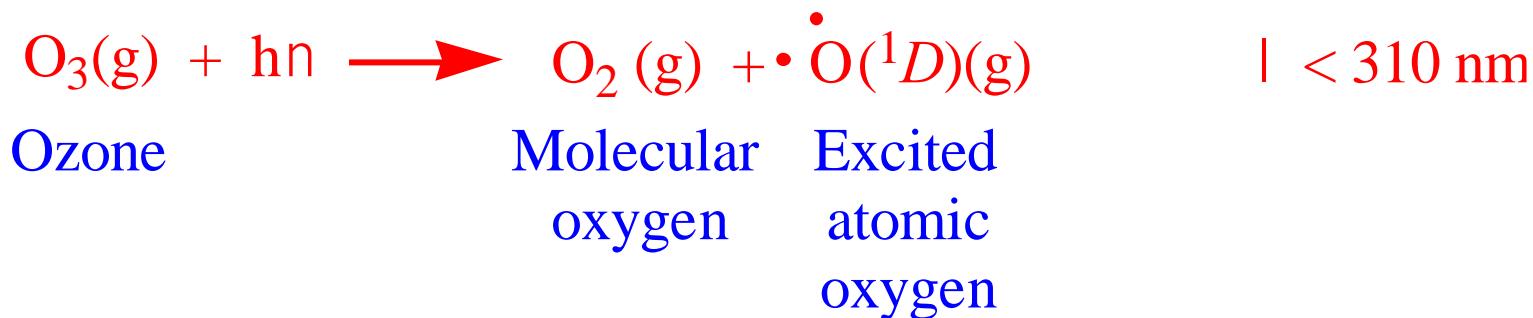 O₃(g) + hn ⟶ O₂ (g) + •Ȯ(¹D)(g) l < 310 nm
Ozone Molecular Excited
oxygen atomic
oxygen